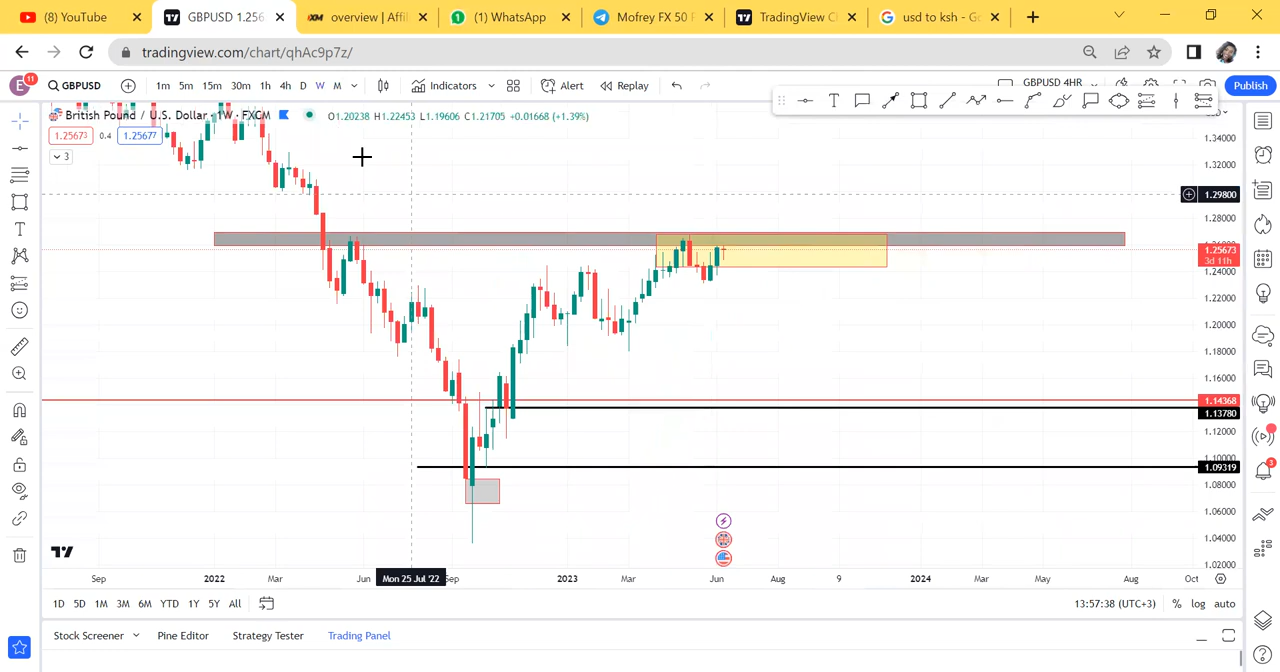 (8) YouTube
GBPUSD 1.256
XM overview | Affil
(1) WhatsApp
Mofrey FX 50 P
TradingView C
usd to ksh - G
tradingview.com/chart/qhAc9p7z/
E 11 GBPUSD 1m 5m 15m 30m 1h 4h D W M Indicators Alert Replay GBPUSD 4HR Publish
British Pound / U.S. Dollar · 1W · FXCM O1.20238 H1.22453 L1.19606 C1.21705 +0.01668 (+1.39%)
1.25673 0.4 1.25677
3
1.34000
1.32000
1.29800
1.28000
1.25673
3d 11h
1.24000
1.22000
1.20000
1.18000
1.16000
1.14368
1.13780
1.12000
1.10000
1.09319
1.08000
1.06000
1.04000
1.02000
Sep 2022 Mar Jun Mon 25 Jul '22 Sep 2023 Mar Jun Aug 9 2024 Mar May Aug Oct
1D 5D 1M 3M 6M YTD 1Y 5Y All 13:57:38 (UTC+3) % log auto
Stock Screener Pine Editor Strategy Tester Trading Panel
3